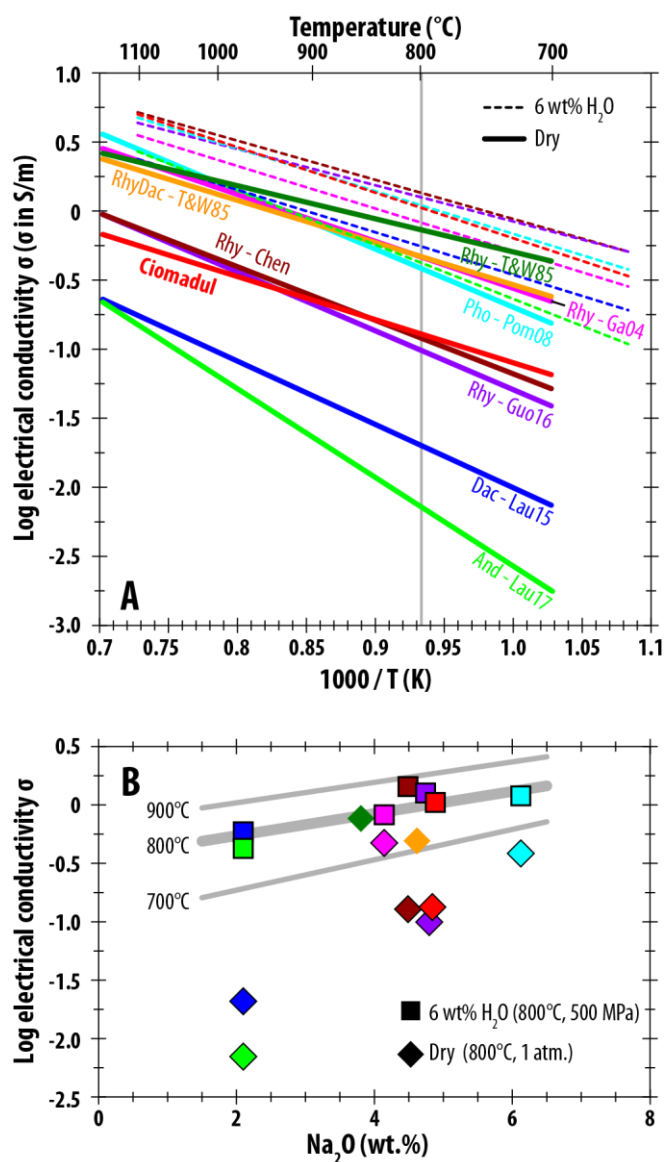 Temperature (°C)
1100 1000 900 800 700
1.0
0.5
0
-0.5
-1.0
-1.5
-2.0
-2.5
-3.0
Log electrical conductivity σ (σ in S/m)
6 wt% H₂O
Dry
RhyDac - T&W85
Rhy - Chen
Ciomadul
Rhy - T&W85
Rhy - Ga04
Pho - Pom08
Rhy - Guo16
Dac - Lau15
And - Lau17
A
0.7 0.75 0.8 0.85 0.9 0.95 1.0 1.05 1.1
1000 / T (K)
B
0.5
0
-0.5
-1.0
-1.5
-2.0
-2.5
Log electrical conductivity σ
900°C
800°C
700°C
6 wt% H₂O (800°C, 500 MPa)
Dry (800°C, 1 atm.)
0 2 4 6 8
Na₂O (wt.%)